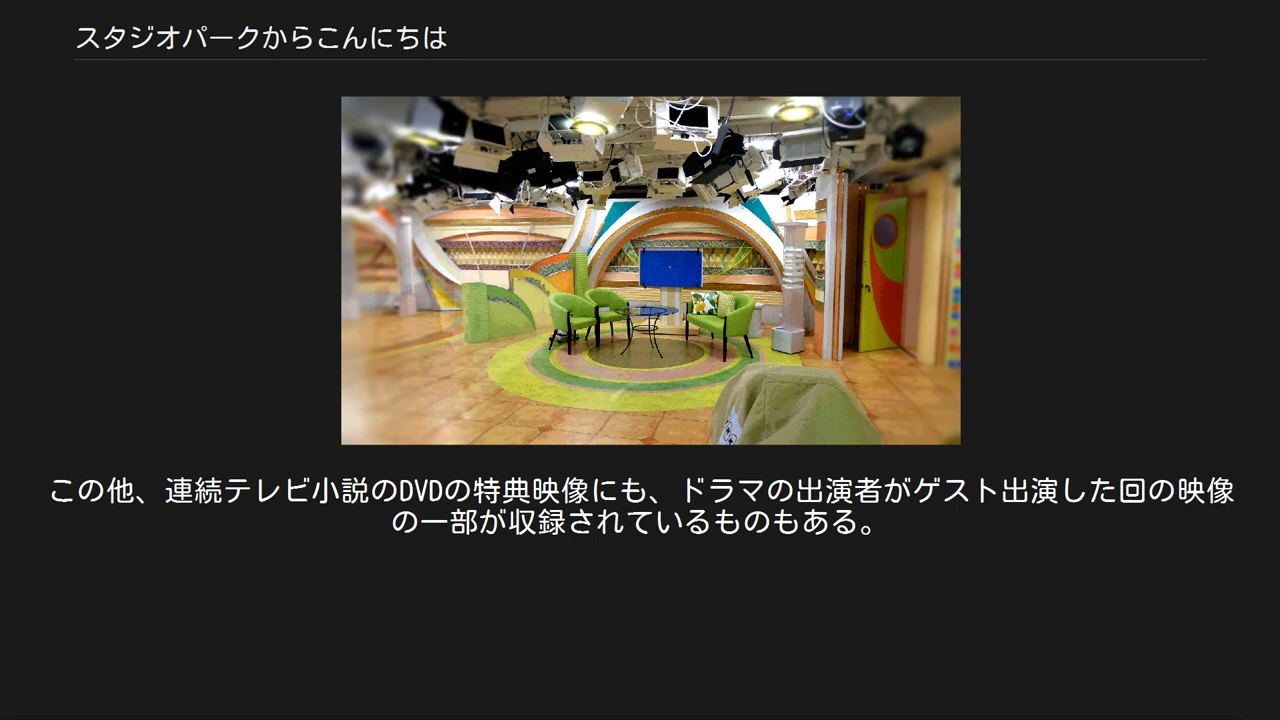 スタジオパークからこんにちは
この他、連続テレビ小説のDVDの特典映像にも、ドラマの出演者がゲスト出演した回の映像
の一部が収録されているものもある。